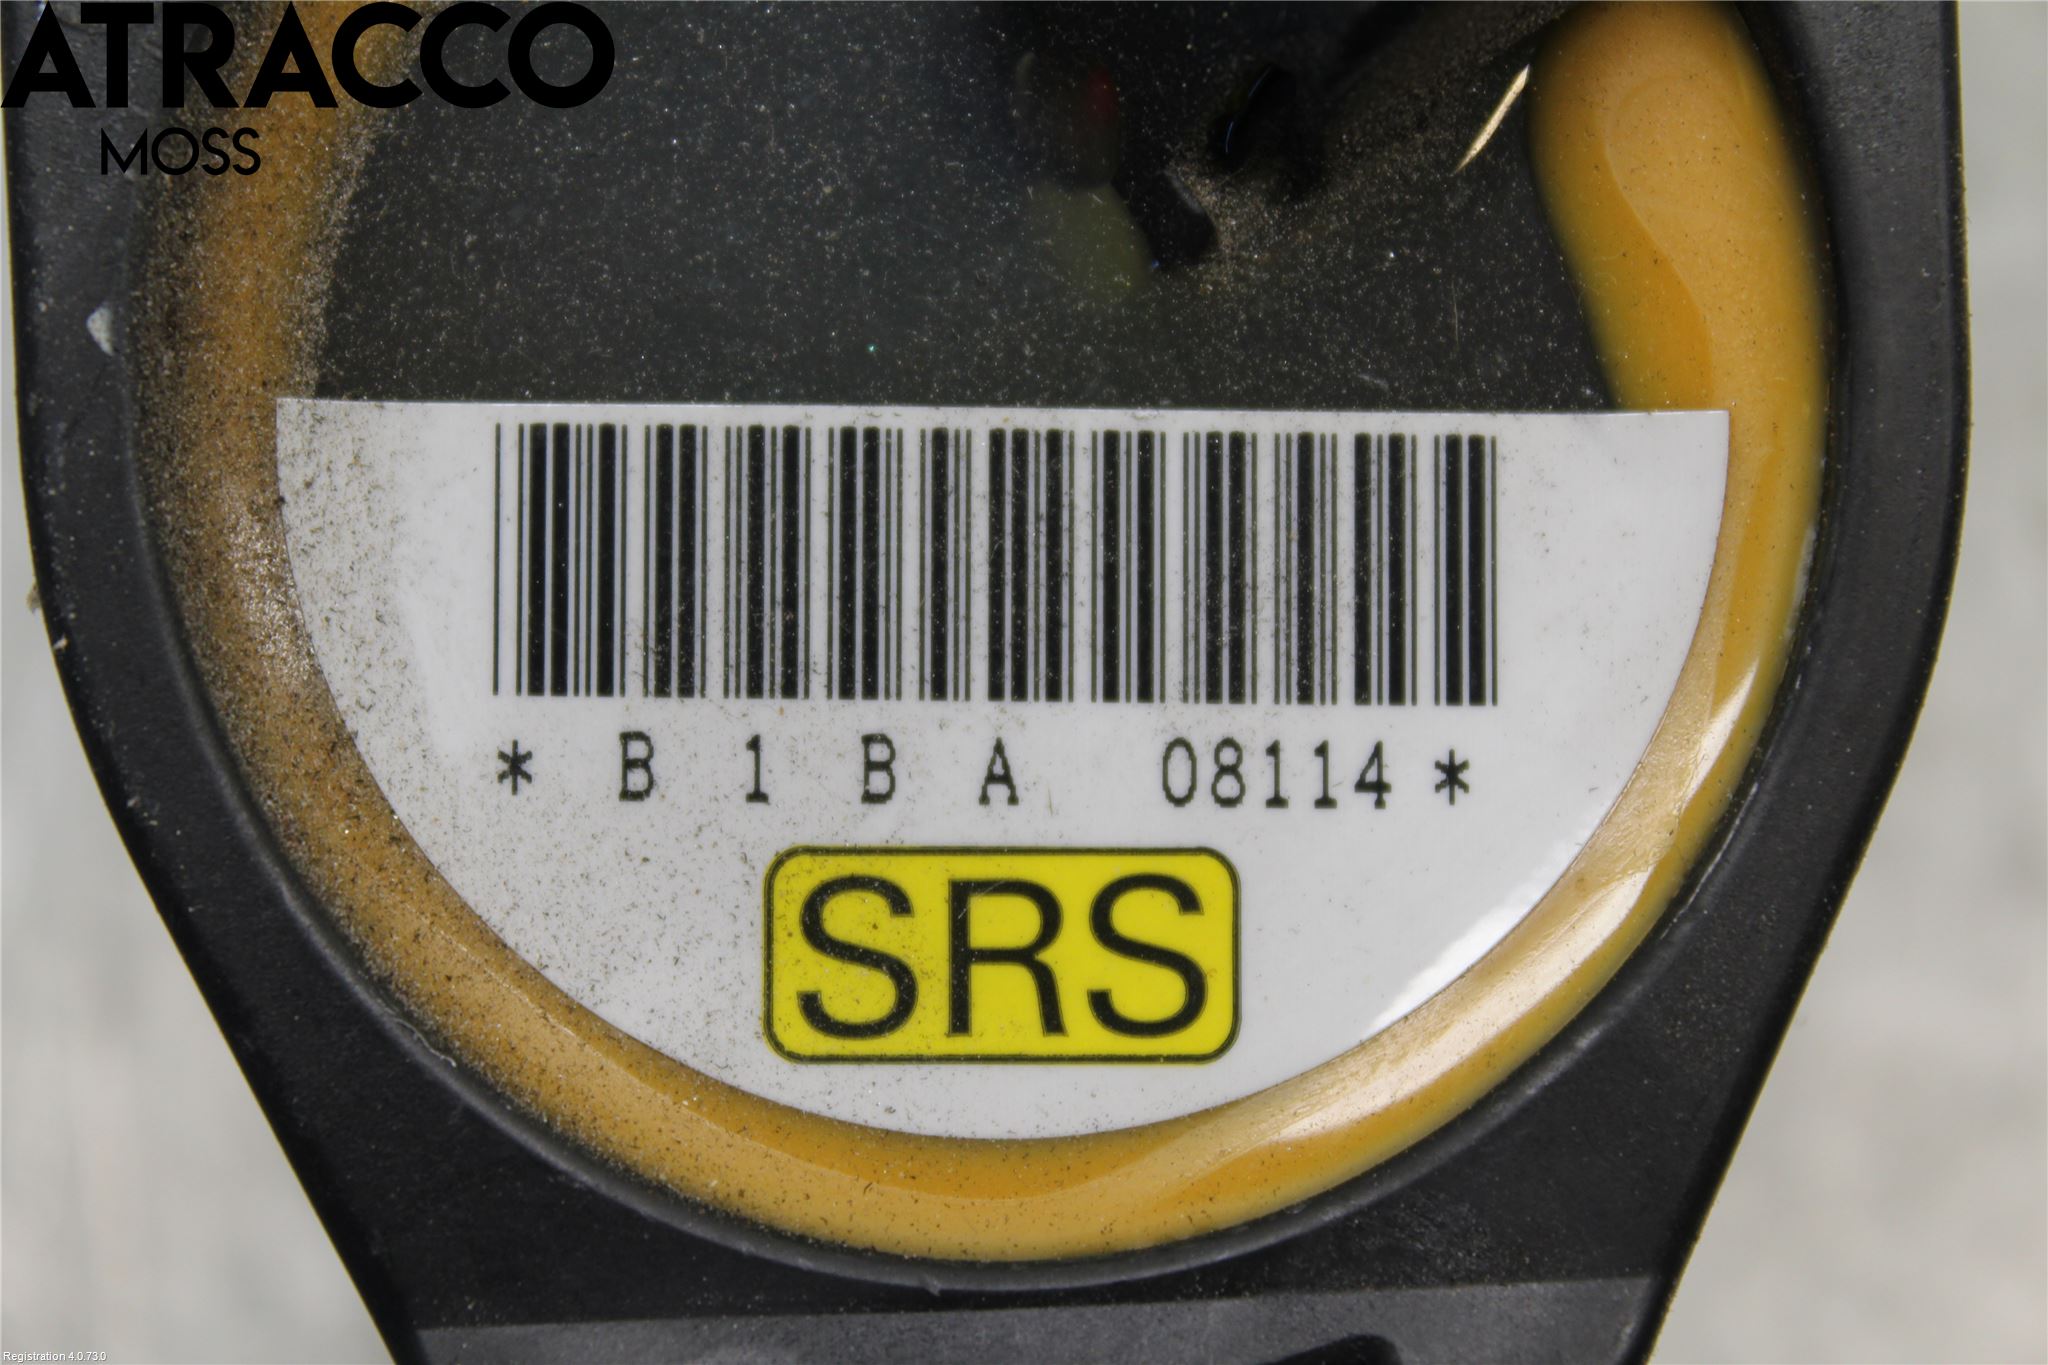 ATRACCO
MOSS
* B 1 B A 08114 *
SRS
Registration 4.0.73.0